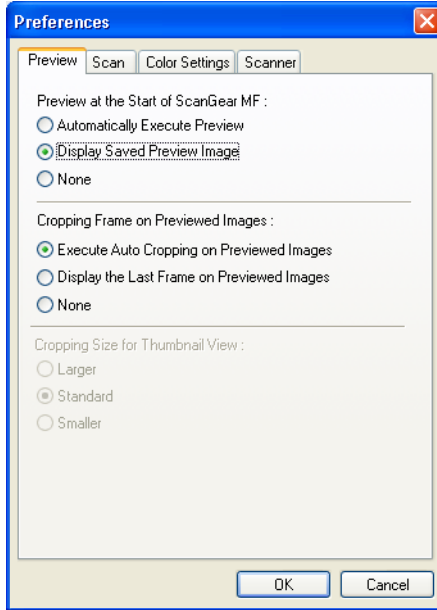 Preferences
Preview Scan Color Settings Scanner
Preview at the Start of ScanGear MF :
Automatically Execute Preview
Display Saved Preview Image
None
Cropping Frame on Previewed Images :
Execute Auto Cropping on Previewed Images
Display the Last Frame on Previewed Images
None
Cropping Size for Thumbnail View :
Larger
Standard
Smaller
OK Cancel